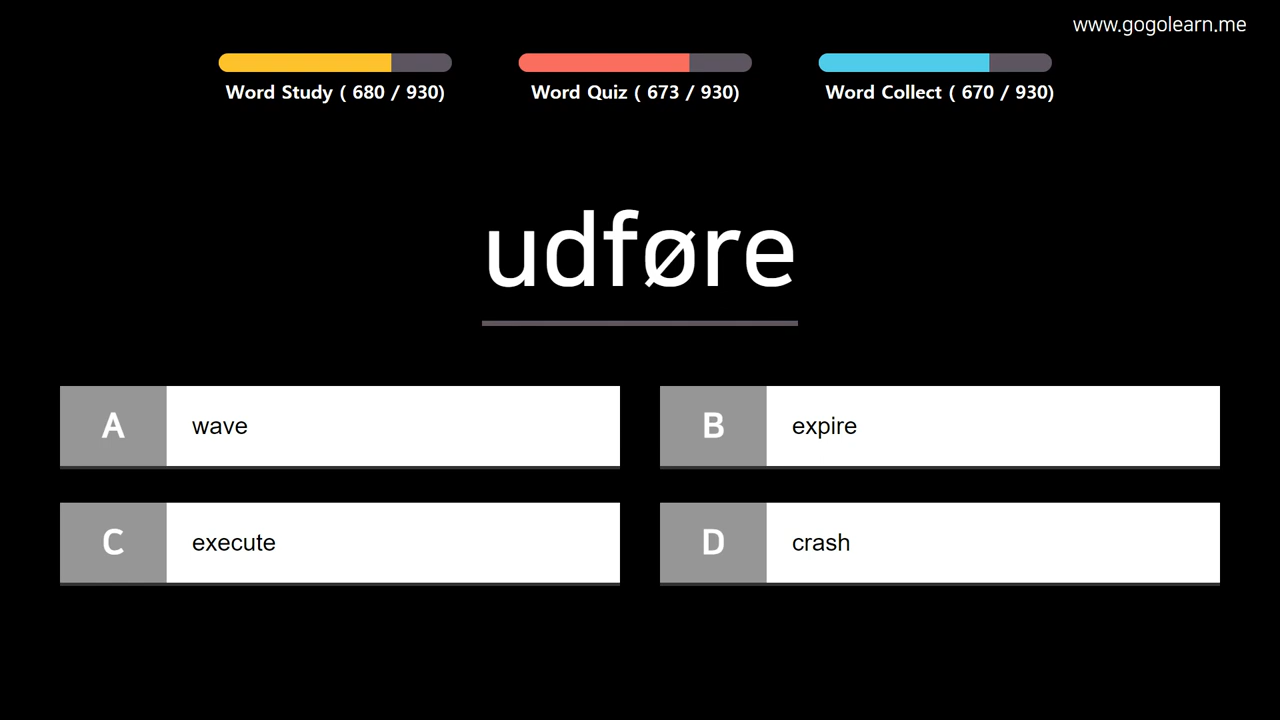 www.gogolearn.me
Word Study ( 680 / 930)
Word Quiz ( 673 / 930)
Word Collect ( 670 / 930)
udføre
A wave
B expire
C execute
D crash